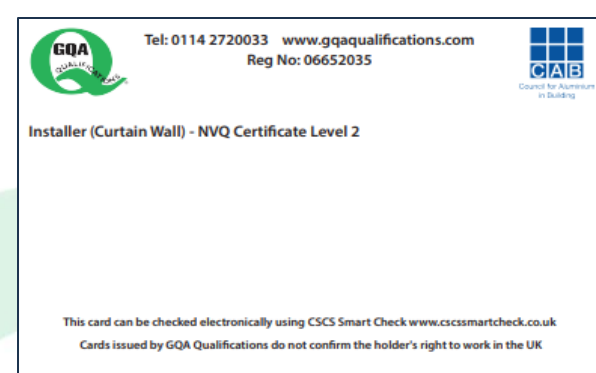 GQA
QUALIFICATIONS
Tel: 0114 2720033 www.gqaqualifications.com
Reg No: 06652035
CAB
Council for Aluminium
in Building
Installer (Curtain Wall) - NVQ Certificate Level 2
This card can be checked electronically using CSCS Smart Check www.cscssmartcheck.co.uk
Cards issued by GQA Qualifications do not confirm the holder's right to work in the UK